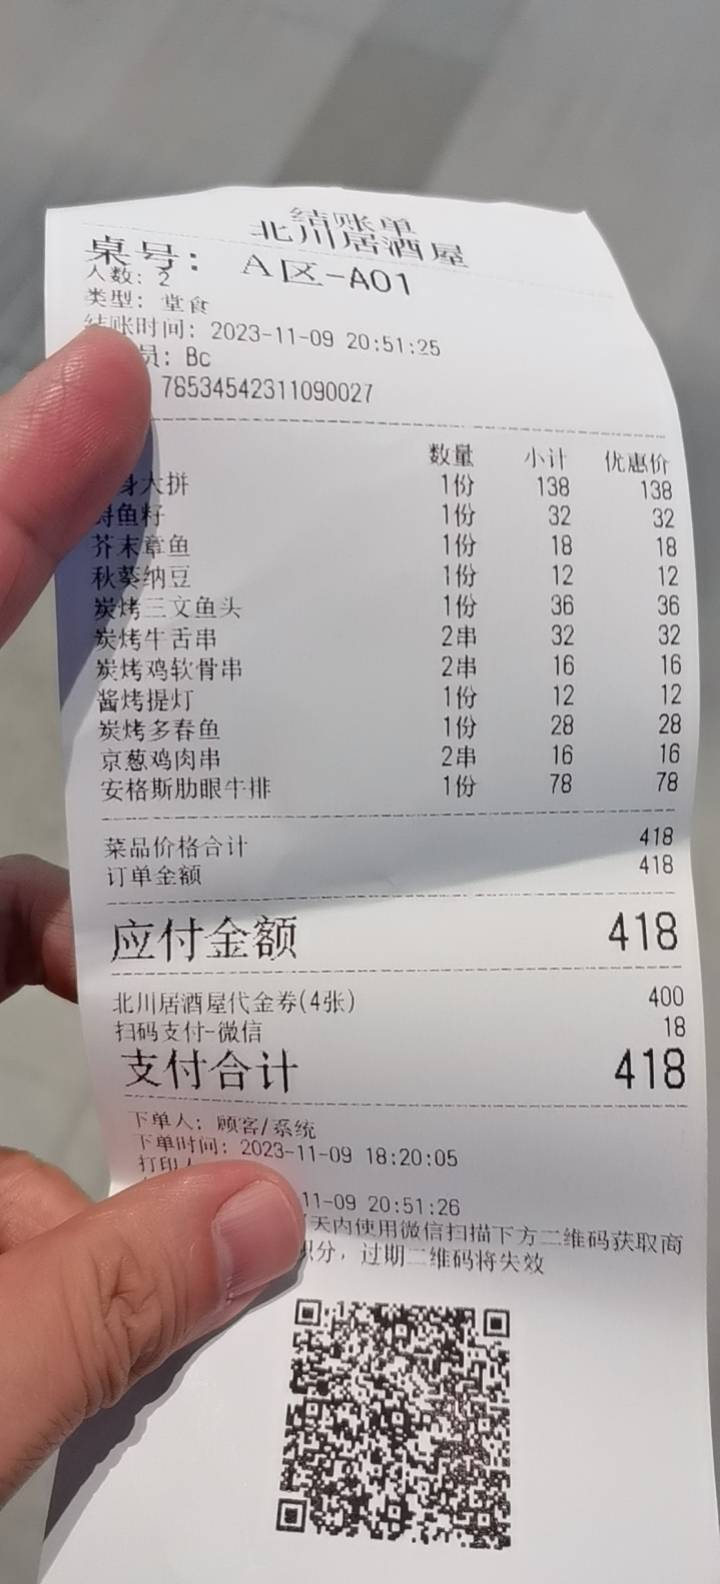 结账单
北川居酒屋
桌号： A区-A01
人数：2
类型：堂食
结账时间：2023-11-09 20:51:25
员：Bc
78534542311090027
数量 小计 优惠价
身大拼 1份 138 138
鱼籽 1份 32 32
芥末章鱼 1份 18 18
秋葵纳豆 1份 12 12
炭烤三文鱼头 1份 36 36
炭烤牛舌串 2串 32 32
炭烤鸡软骨串 2串 16 16
酱烤提灯 1份 12 12
炭烤多春鱼 1份 28 28
京葱鸡肉串 2串 16 16
安格斯肋眼牛排 1份 78 78
菜品价格合计 418
订单金额 418
应付金额 418
北川居酒屋代金券(4张) 400
扫码支付-微信 18
支付合计 418
下单人：顾客/系统
下单时间：2023-11-09 18:20:05
打印人
11-09 20:51:26
天内使用微信扫描下方二维码获取商
积分，过期二维码将失效